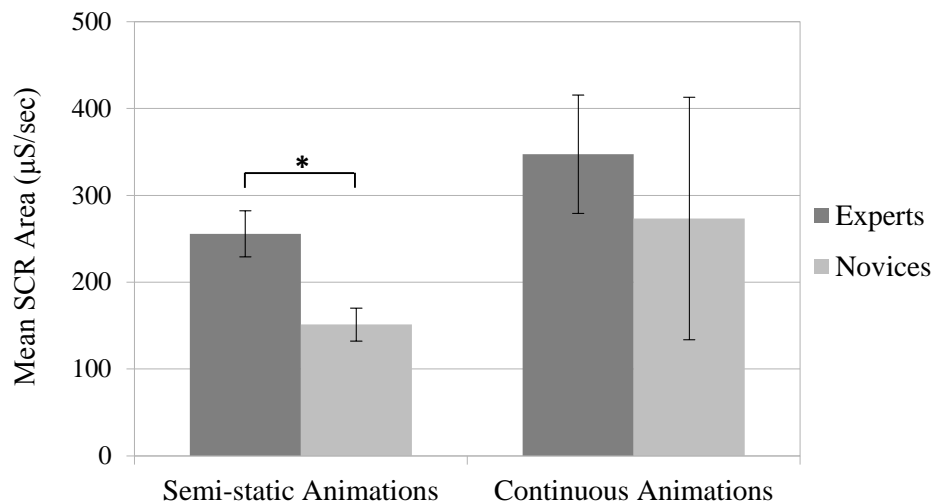 500
400
300
200
100
0
Mean SCR Area (µS/sec)
*
Experts
Novices
Semi-static Animations
Continuous Animations